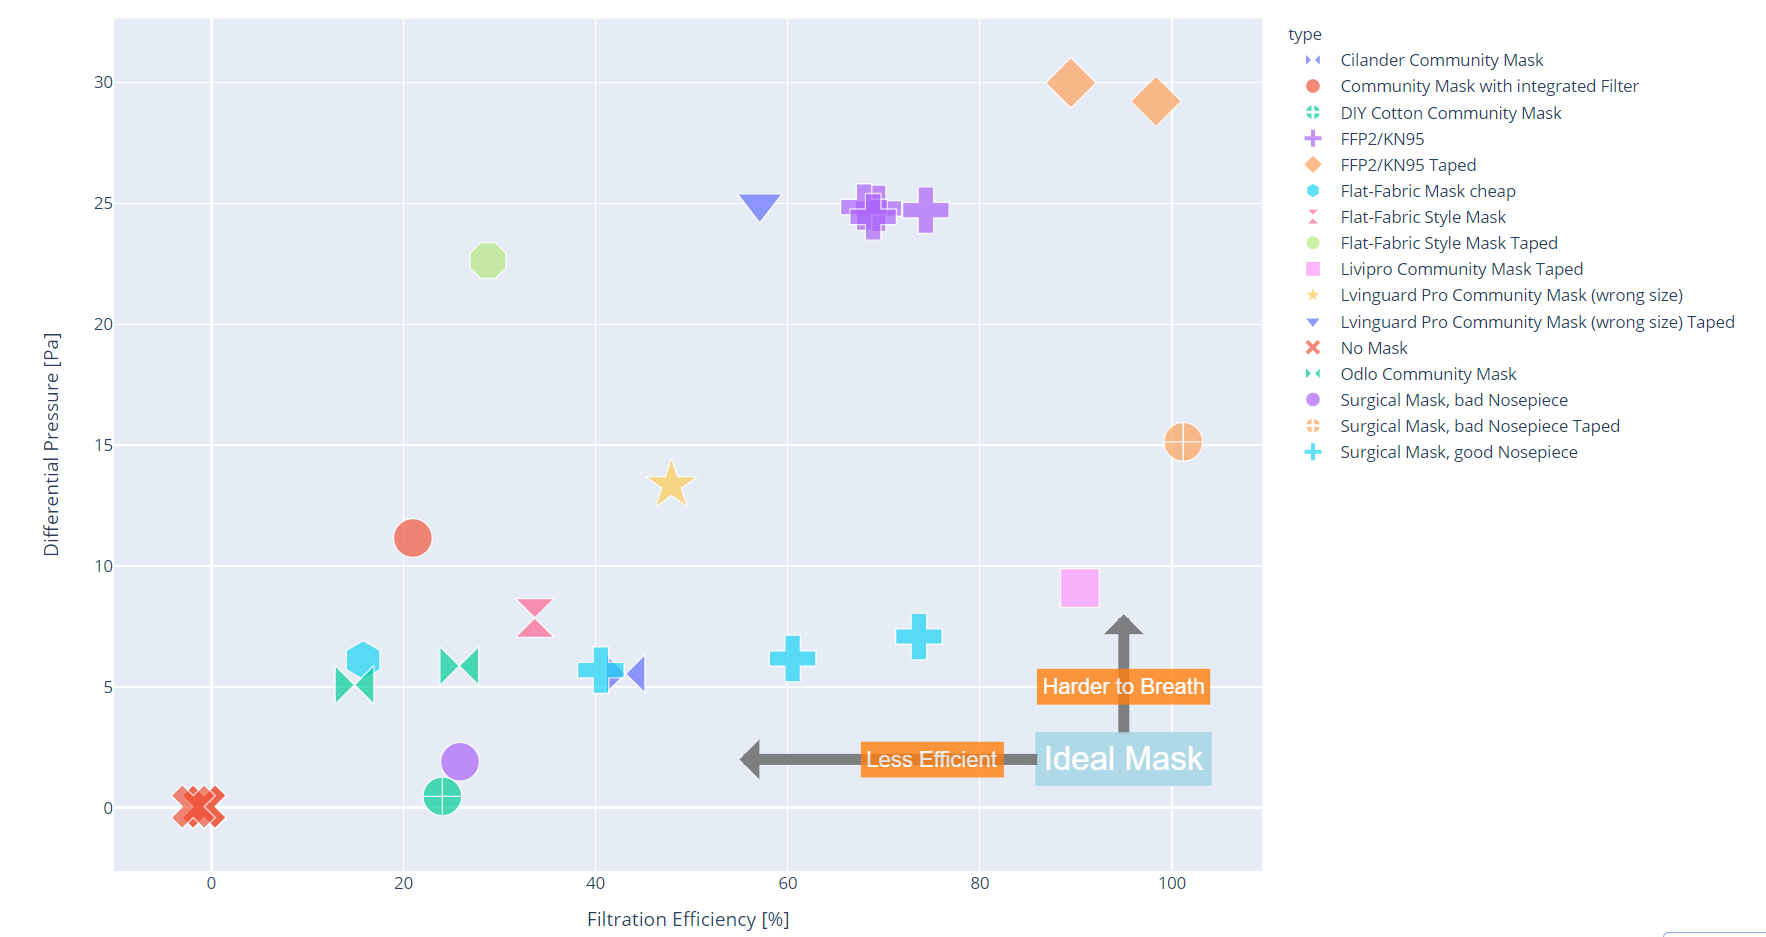 type
Cilander Community Mask
Community Mask with integrated Filter
DIY Cotton Community Mask
FFP2/KN95
FFP2/KN95 Taped
Flat-Fabric Mask cheap
Flat-Fabric Style Mask
Flat-Fabric Style Mask Taped
Livipro Community Mask Taped
Lvinguard Pro Community Mask (wrong size)
Lvinguard Pro Community Mask (wrong size) Taped
No Mask
Odlo Community Mask
Surgical Mask, bad Nosepiece
Surgical Mask, bad Nosepiece Taped
Surgical Mask, good Nosepiece
30
25
20
15
10
5
0
Differential Pressure [Pa]
Harder to Breath
Less Efficient
Ideal Mask
0
20
40
60
80
100
Filtration Efficiency [%]